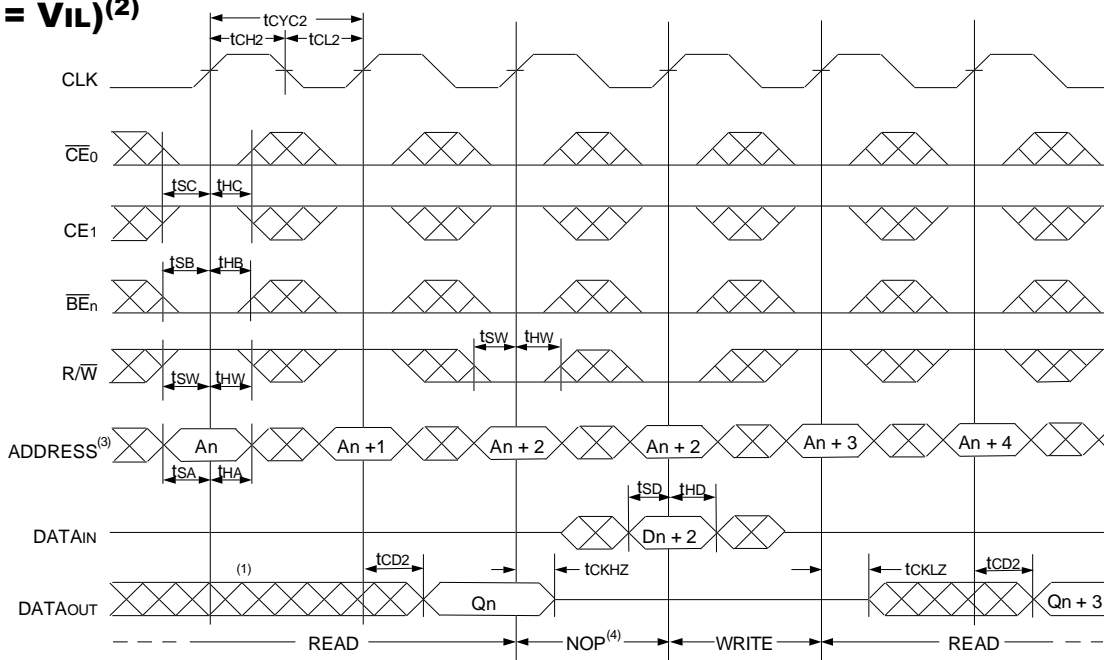 = VIL)(2)
tCYC2
tCH2 tCL2
CLK
CE0
tSC tHC
CE1
tSB tHB
BEn
tSW tHW
R/W
tSW tHW
ADDRESS(3) An An +1 An + 2 An + 2 An + 3 An + 4
tSA tHA
tSD tHD
DATAIN Dn + 2
(1) tCD2 tCKHZ tCKLZ tCD2
DATAOUT Qn Qn + 3
READ NOP(4) WRITE READ